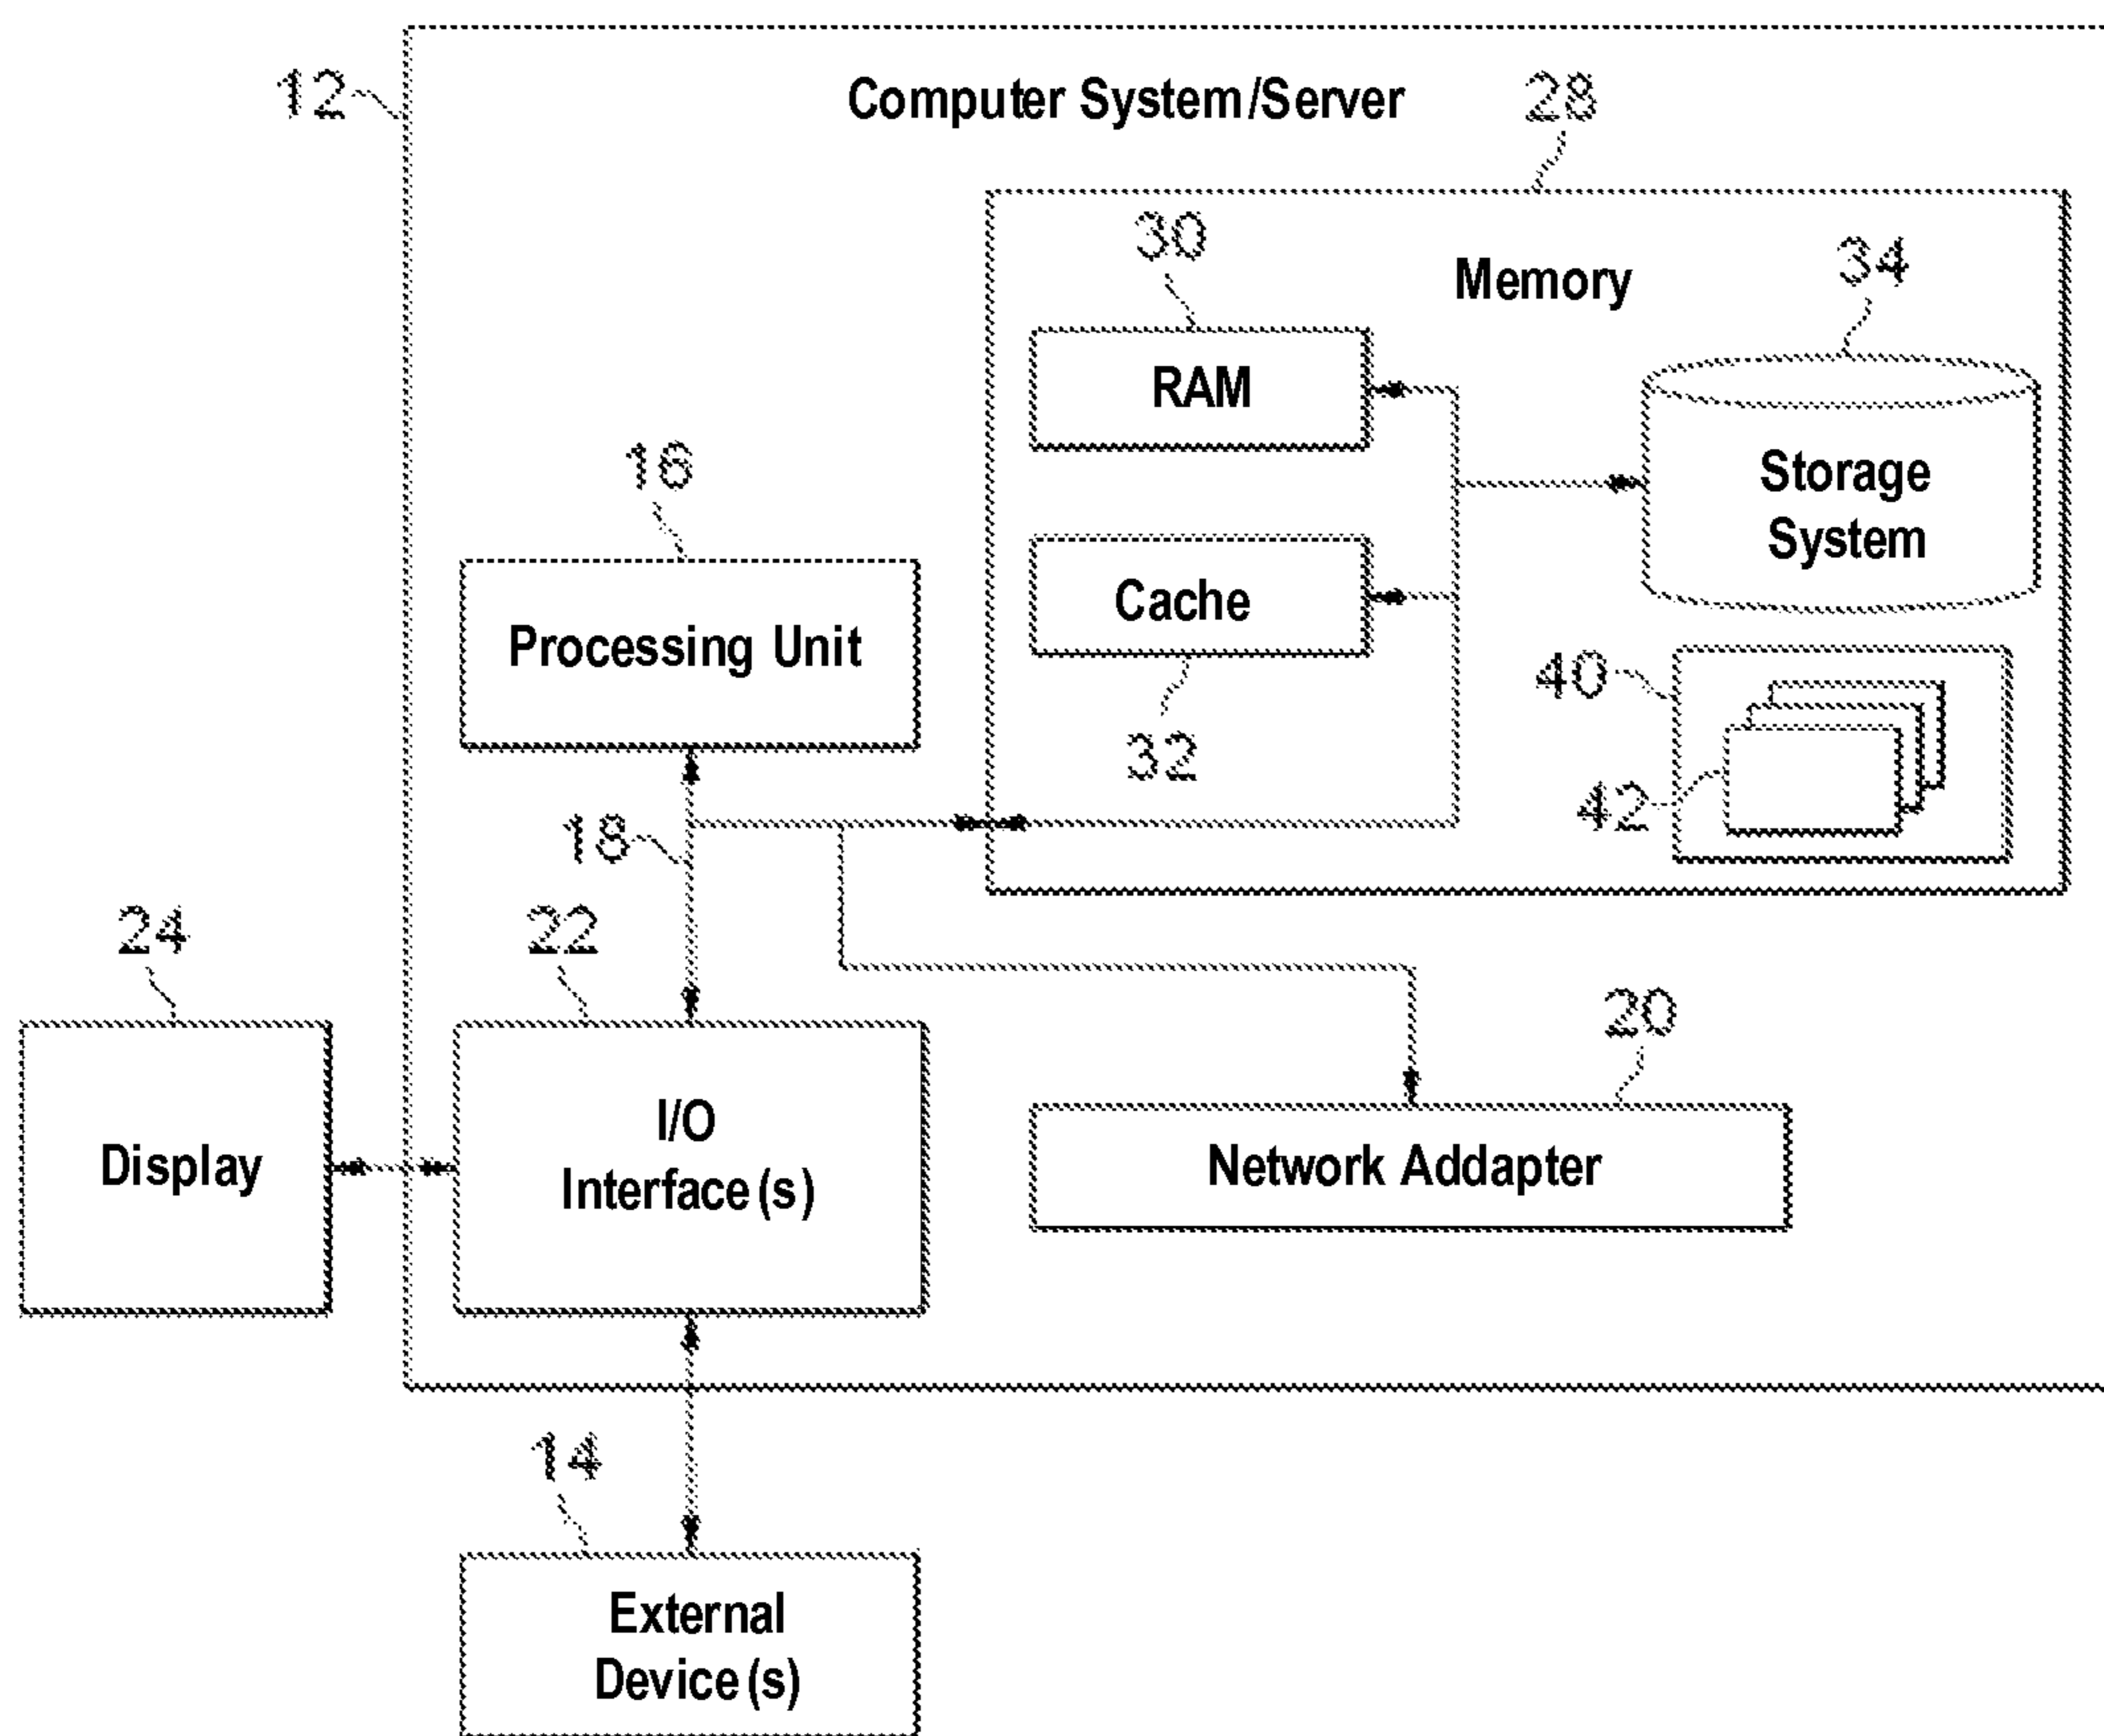 12
Computer System/Server
28
30
Memory
34
RAM
Storage
System
16
Cache
Processing Unit
32
40
42
18
24
22
20
I/O
Interface(s)
Display
Network Addapter
14
External
Device(s)